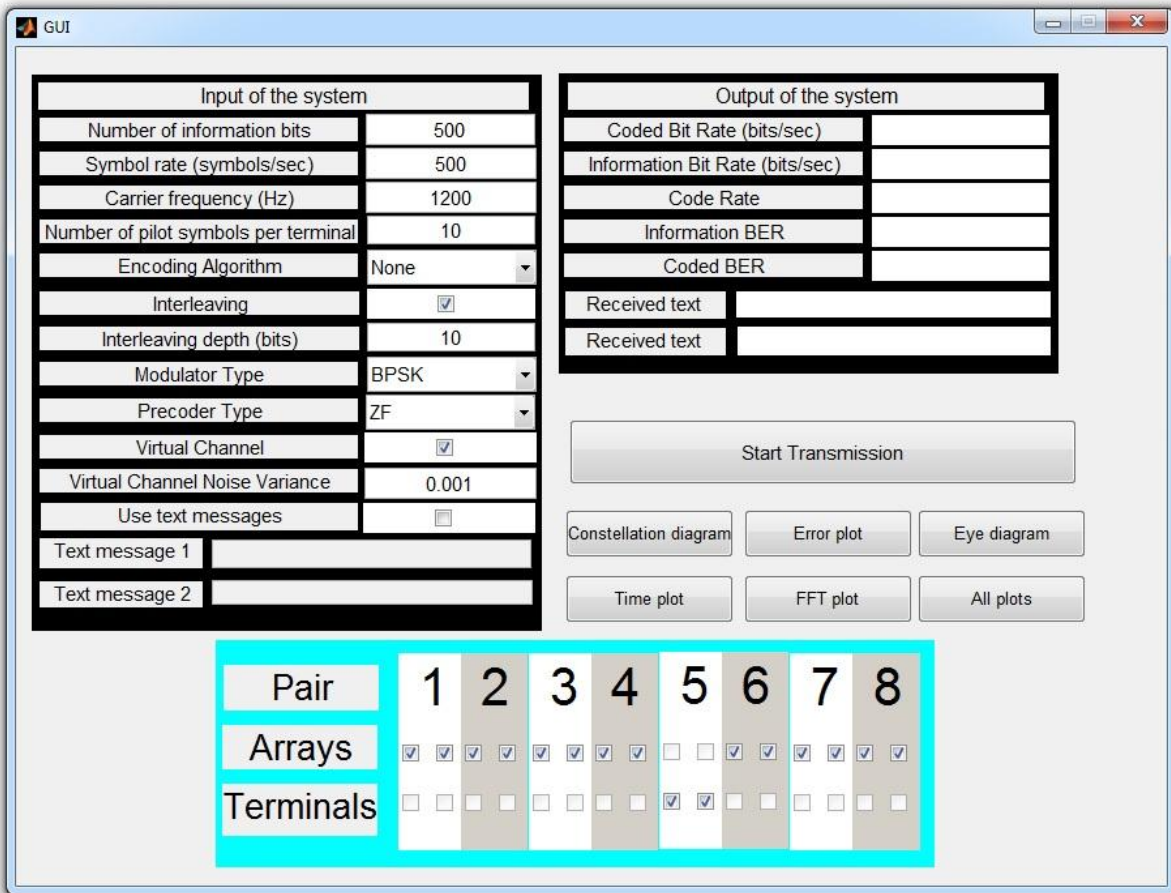 GUI
Input of the system
Number of information bits 500
Symbol rate (symbols/sec) 500
Carrier frequency (Hz) 1200
Number of pilot symbols per terminal 10
Encoding Algorithm None
Interleaving
Interleaving depth (bits) 10
Modulator Type BPSK
Precoder Type ZF
Virtual Channel
Virtual Channel Noise Variance 0.001
Use text messages
Text message 1
Text message 2
Output of the system
Coded Bit Rate (bits/sec)
Information Bit Rate (bits/sec)
Code Rate
Information BER
Coded BER
Received text
Received text
Start Transmission
Constellation diagram Error plot Eye diagram
Time plot FFT plot All plots
Pair 1 2 3 4 5 6 7 8
Arrays
Terminals